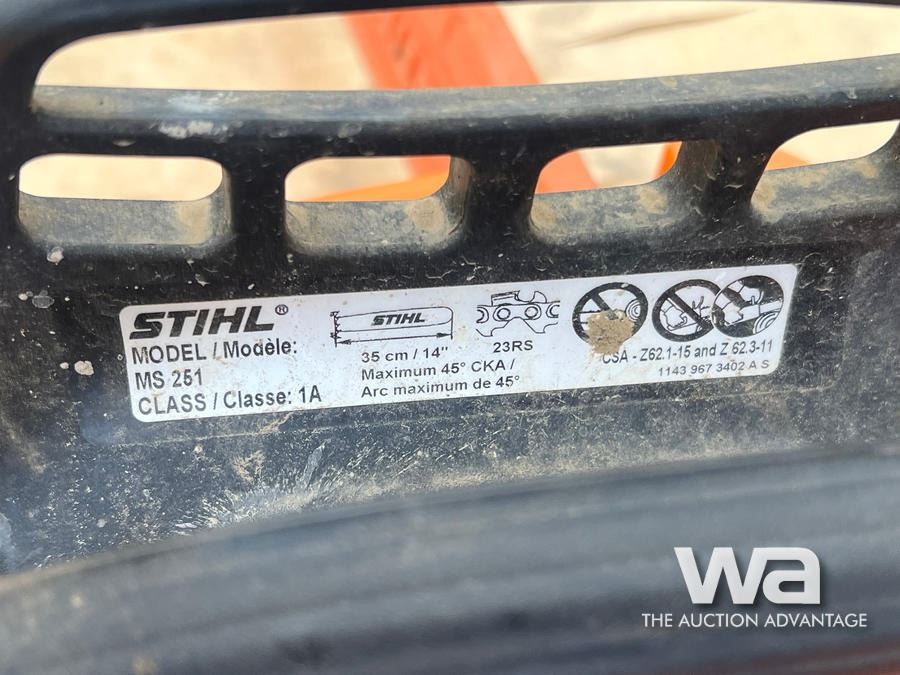 STIHL®
MODEL / Modèle:
MS 251
CLASS / Classe: 1A
STIHL
35 cm / 14"
Maximum 45° CKA /
Arc maximum de 45°
23RS
CSA - Z62.1-15 and Z 62.3-11
1143 967 3402 A S
wa
THE AUCTION ADVANTAGE